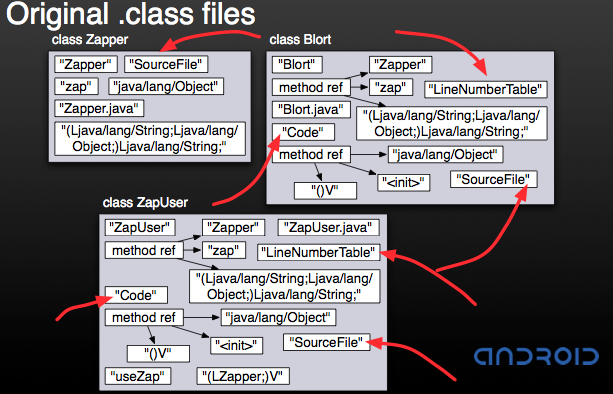 Original .class files
class Zapper
"Zapper" "SourceFile"
"zap" "java/lang/Object"
"Zapper.java"
"(Ljava/lang/String;Ljava/lang/
Object;)Ljava/lang/String;"
class Blort
"Blort" "Zapper"
method ref "zap" "LineNumberTable"
"Blort.java"
"(Ljava/lang/String;Ljava/lang/
Object;)Ljava/lang/String;"
"Code"
method ref "java/lang/Object"
"()V" "<init>" "SourceFile"
class ZapUser
"ZapUser" "Zapper" "ZapUser.java"
method ref "zap" "LineNumberTable"
"(Ljava/lang/String;Ljava/lang/
Object;)Ljava/lang/String;"
"Code"
method ref "java/lang/Object"
"()V" "<init>" "SourceFile"
"useZap" "(LZapper;)V"
ANDROID